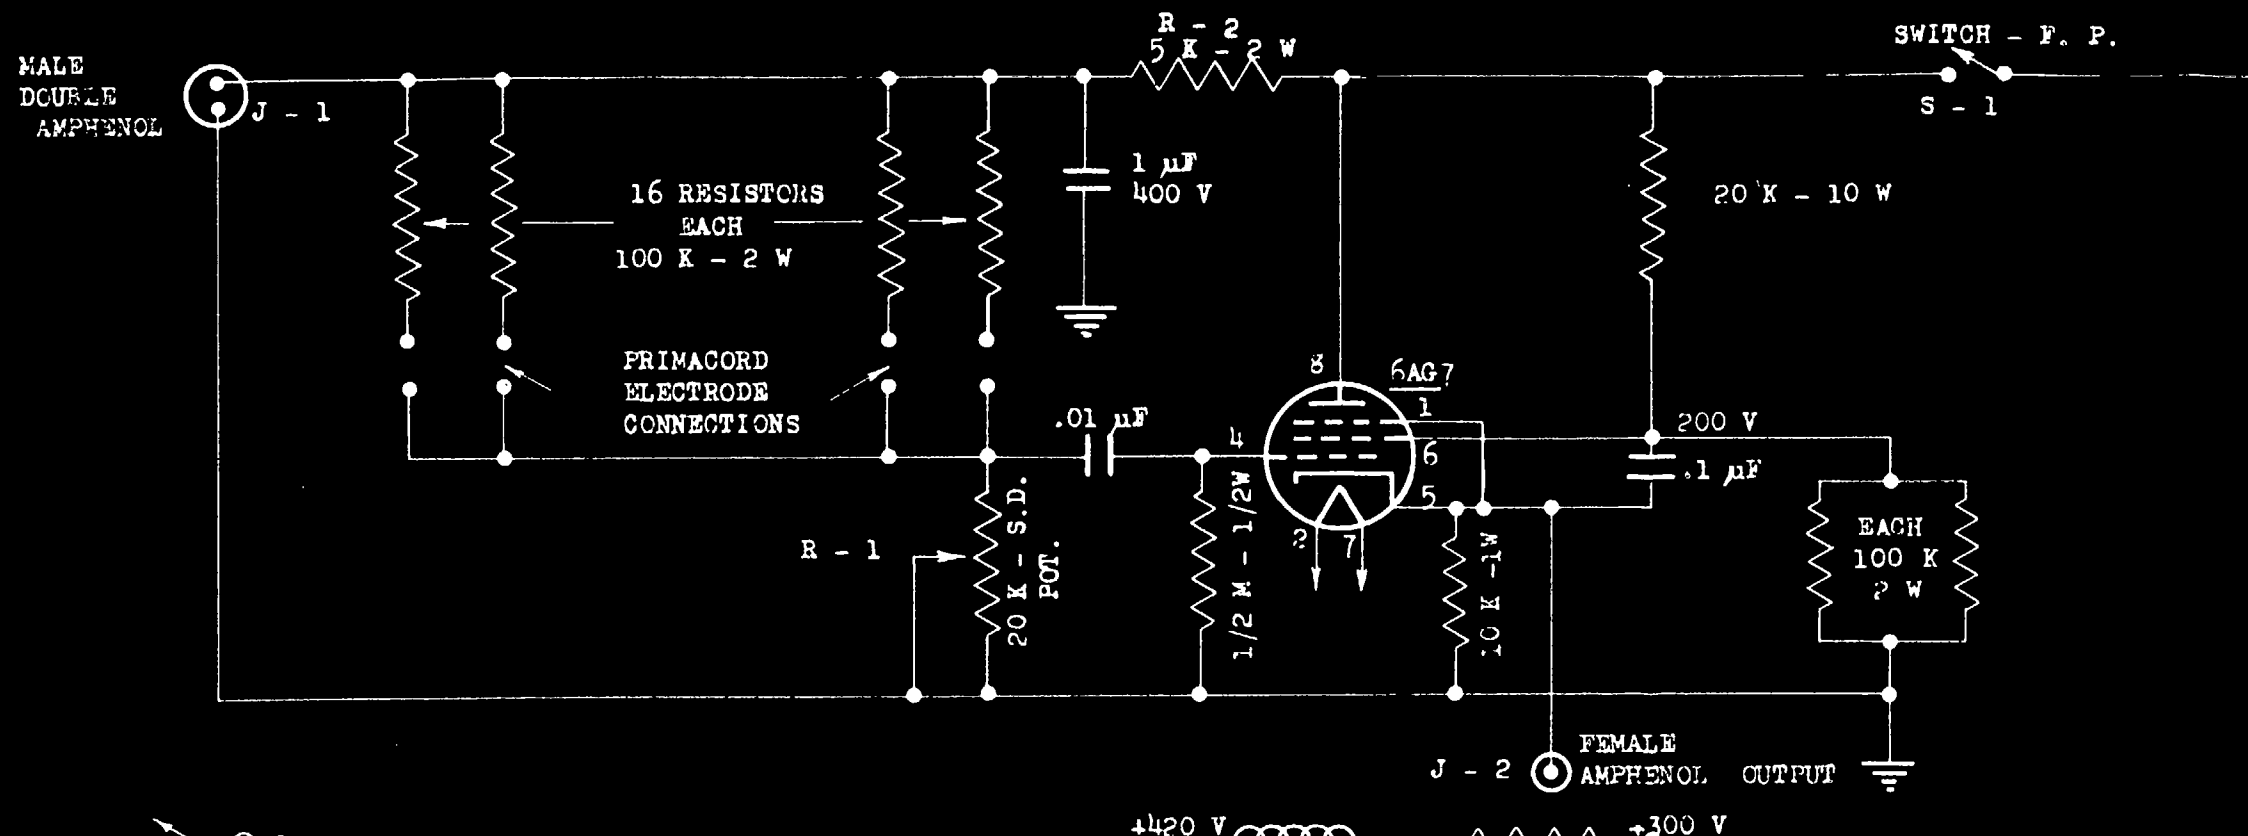 R - 2
5 K - 2 W
SWITCH - F. P.
S - 1
MALE
DOUBLE
AMPHENOL
J - 1
16 RESISTORS
EACH
100 K - 2 W
1 µF
400 V
20 K - 10 W
PRIMACORD
ELECTRODE
CONNECTIONS
.01 µF
8
6AG7
1
4
6
5
2
7
200 V
.1 µF
R - 1
20 K - S.D.
POT.
1/2 M - 1/2W
10 K -1W
EACH
100 K
2 W
J - 2
FEMALE
AMPHENOL OUTPUT
+420 V
+300 V